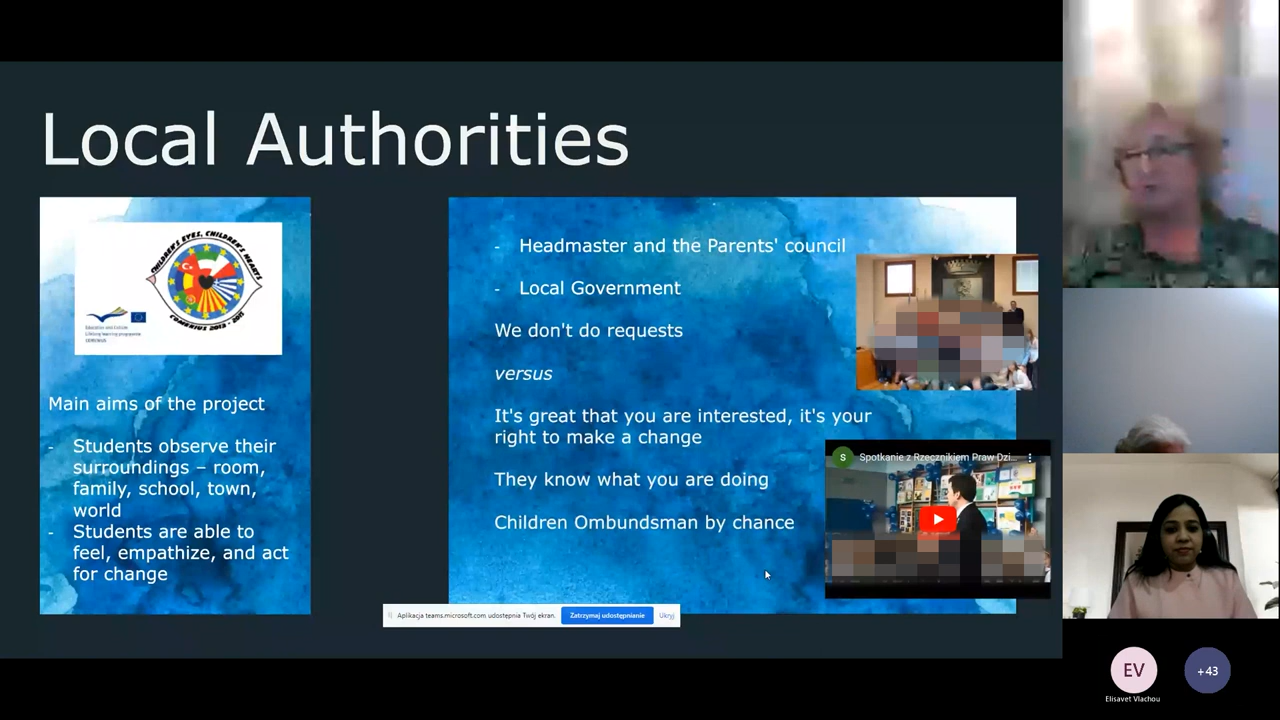 Local Authorities
CHILDREN'S EYES, CHILDREN'S HEARTS
COMENIUS 2013 - 2015
Education and Culture
Lifelong learning programme
COMENIUS
Main aims of the project
- Students observe their
surroundings – room,
family, school, town,
world
- Students are able to
feel, empathize, and act
for change
- Headmaster and the Parents' council
- Local Government
We don't do requests
versus
It's great that you are interested, it's your
right to make a change
They know what you are doing
Children Ombundsman by chance
S
Spotkanie z Rzecznikiem Praw Dzi...
Aplikacja teams.microsoft.com udostępnia Twój ekran.
Zatrzymaj udostępnianie
Ukryj
EV
Elisavet Vlachou
+43